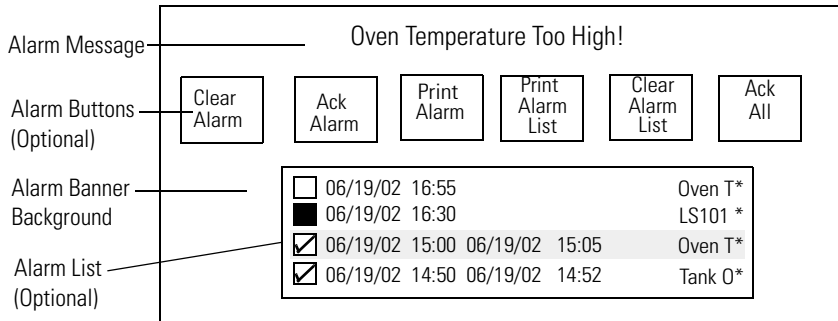 Alarm Message
Oven Temperature Too High!
Alarm Buttons
(Optional)
Clear
Alarm
Ack
Alarm
Print
Alarm
Print
Alarm
List
Clear
Alarm
List
Ack
All
Alarm Banner
Background
06/19/02 16:55 Oven T*
06/19/02 16:30 LS101 *
06/19/02 15:00 06/19/02 15:05 Oven T*
06/19/02 14:50 06/19/02 14:52 Tank O*
Alarm List
(Optional)